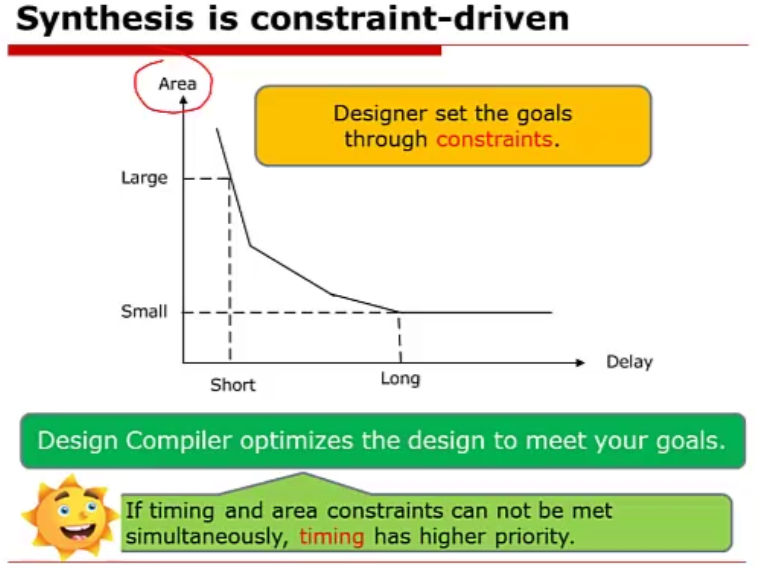 Synthesis is constraint-driven
Area
Designer set the goals
through constraints.
Large
Small
Short
Long
Delay
Design Compiler optimizes the design to meet your goals.
If timing and area constraints can not be met
simultaneously, timing has higher priority.